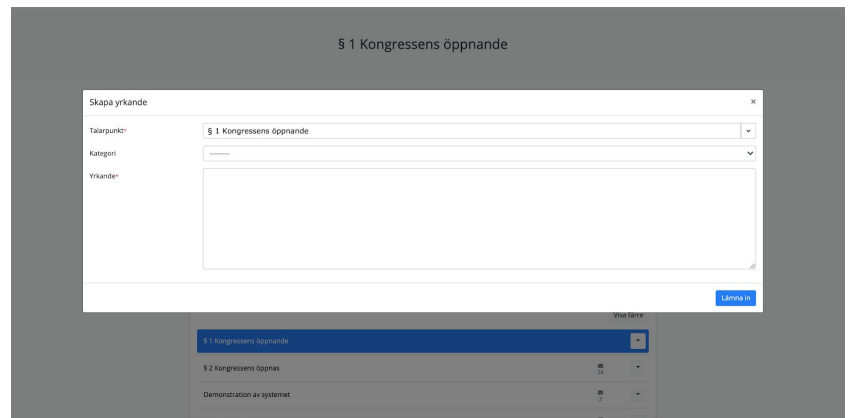 § 1 Kongressens öppnande
Skapa yrkande ×
Talarpunkt* § 1 Kongressens öppnande
Kategori ---------
Yrkande*
Lämna in
Visa färre
§ 1 Kongressens öppnande
§ 2 Kongressens öppnas
Demonstration av systemet
3